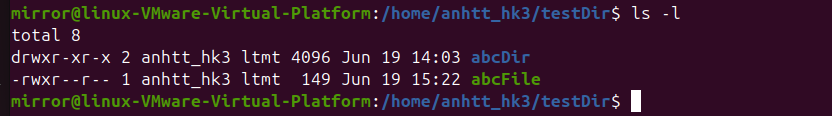 mirror@linux-VMware-Virtual-Platform:/home/anhtt_hk3/testDir$ ls -l
total 8
drwxr-xr-x 2 anhtt_hk3 ltmt 4096 Jun 19 14:03 abcDir
-rwxr--r-- 1 anhtt_hk3 ltmt  149 Jun 19 15:22 abcFile
mirror@linux-VMware-Virtual-Platform:/home/anhtt_hk3/testDir$